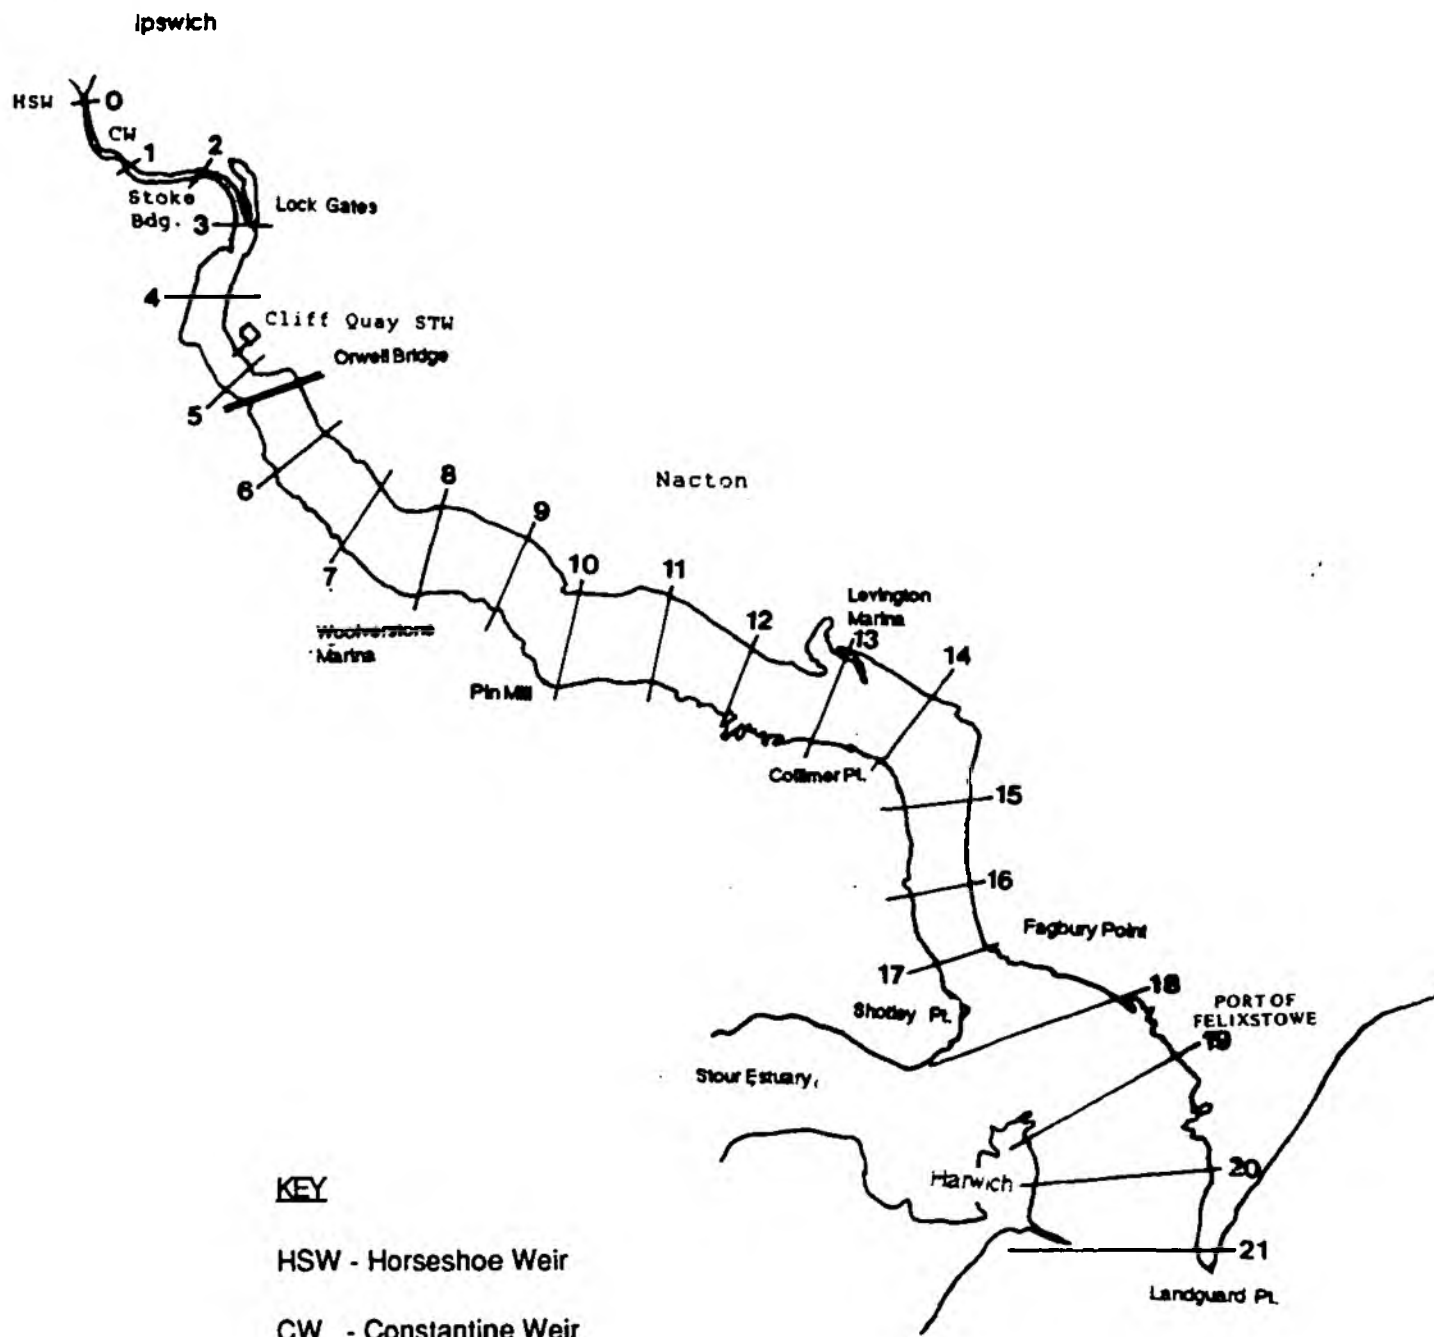 Ipswich
HSW
0
CW
1
2
Stoke
Bdg.
3
Lock Gates
4
Cliff Quay STW
Orwell Bridge
5
6
Nacton
8
9
7
10
11
Woolverstone
Marina
Levington
Marina
12
13
14
Pin Mill
Collimer Pt.
15
16
Fagbury Point
17
18
PORT OF
FELIXSTOWE
Shotley Pt.
19
Stour Estuary
Harwich
20
21
Landguard Pt.
KEY
HSW - Horseshoe Weir
CW - Constantine Weir